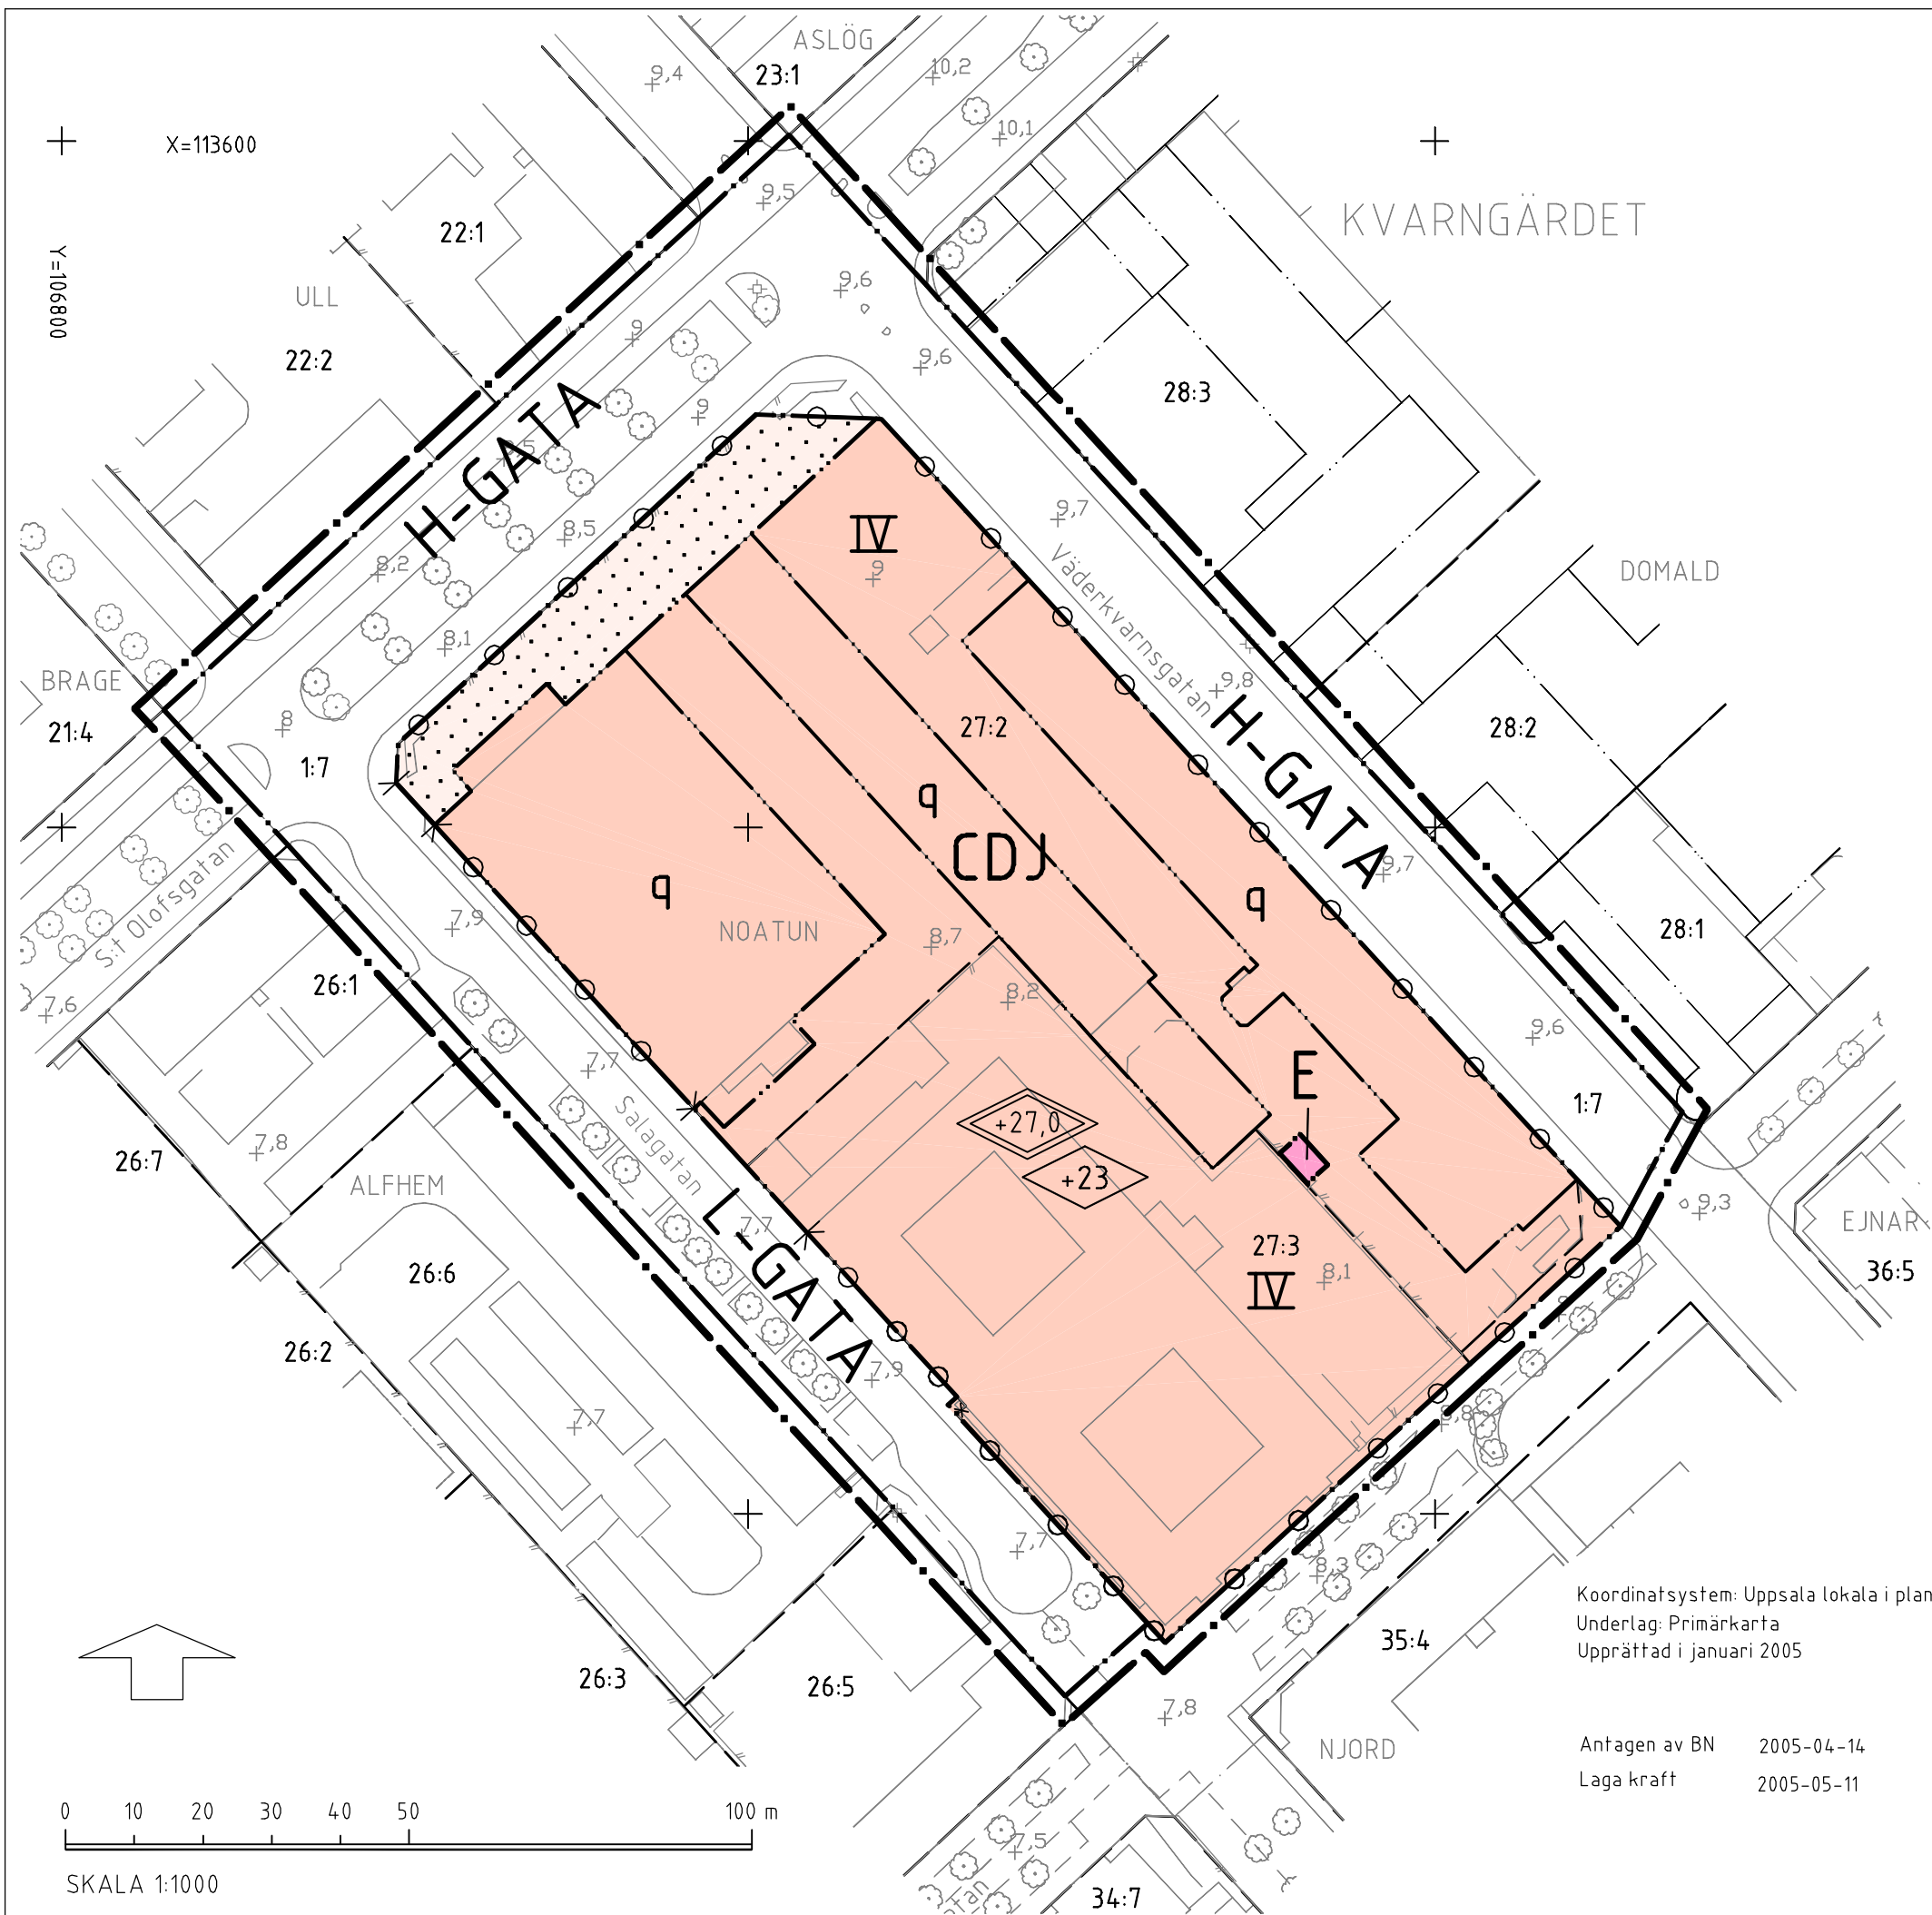 ASLÖG
23:1
9,4
10,2
10,1
X=113600
Y=106800
22:1
9,5
KVARNGÄRDET
ULL
22:2
9,6
9
9,6
28:3
H-GATA
9
8,5
8,2
8,1
IV
9
9,7
Väderkvarnsgatan
DOMALD
BRAGE
21:4
8
1:7
27:2
9,8
H-GATA
28:2
q
CDJ
q
q
9,7
S:t Olofsgatan
7,9
NOATUN
8,7
28:1
26:1
7,6
8,2
9,6
7,7
E
1:7
Salagatan
+27,0
+23
7,8
26:7
ALFHEM
L-GATA
7,7
27:3
IV
8,1
9,3
EJNAR
36:5
26:6
26:2
7,9
7,7
8,8
7,7
8,3
Koordinatsystem: Uppsala lokala i plan
Underlag: Primärkarta
Upprättad i januari 2005
35:4
26:3
26:5
7,8
NJORD
Antagen av BN 2005-04-14
Laga kraft 2005-05-11
0 10 20 30 40 50 100 m
7,5
SKALA 1:1000
34:7